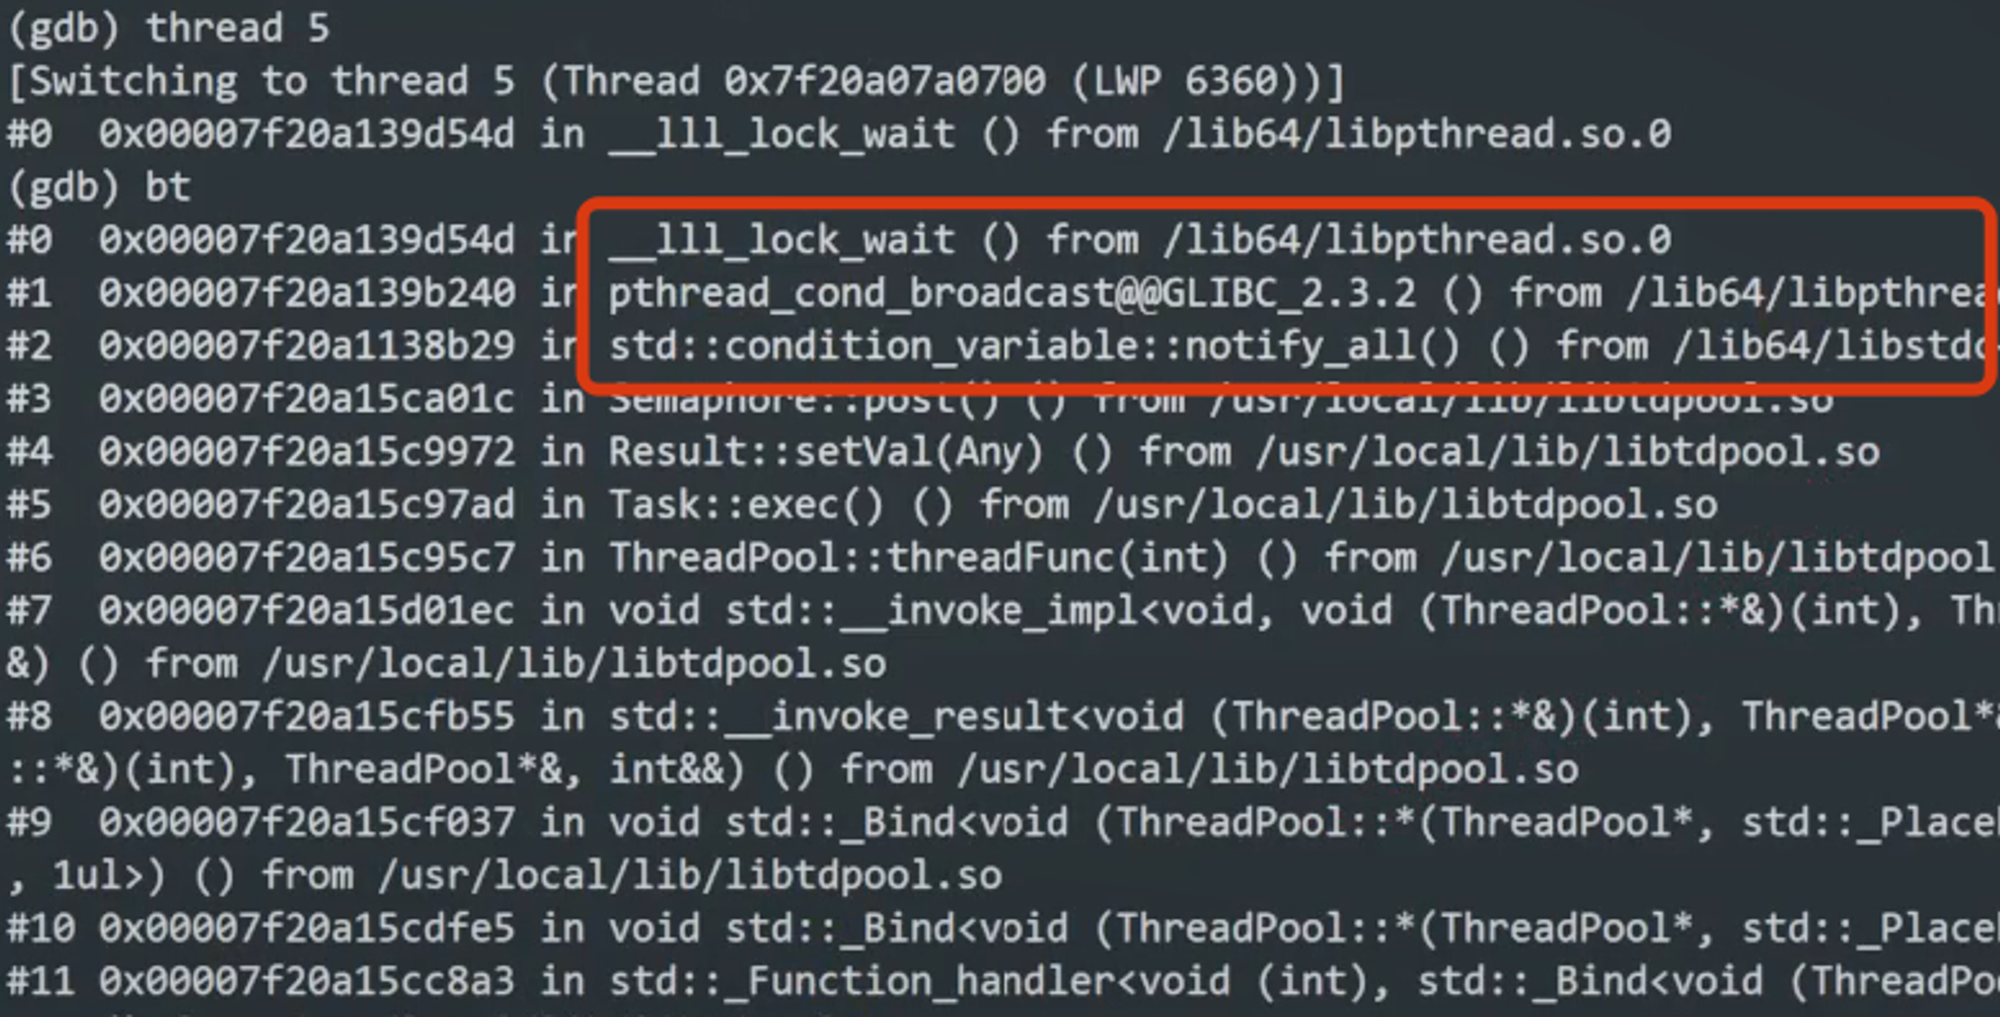 (gdb) thread 5
[Switching to thread 5 (Thread 0x7f20a07a0700 (LWP 6360))]
#0  0x00007f20a139d54d in __lll_lock_wait () from /lib64/libpthread.so.0
(gdb) bt
#0  0x00007f20a139d54d in __lll_lock_wait () from /lib64/libpthread.so.0
#1  0x00007f20a139b240 in pthread_cond_broadcast@@GLIBC_2.3.2 () from /lib64/libpthrea
#2  0x00007f20a1138b29 in std::condition_variable::notify_all() () from /lib64/libstdc
#3  0x00007f20a15ca01c in Semaphore::post() () from /usr/local/lib/libtdpool.so
#4  0x00007f20a15c9972 in Result::setVal(Any) () from /usr/local/lib/libtdpool.so
#5  0x00007f20a15c97ad in Task::exec() () from /usr/local/lib/libtdpool.so
#6  0x00007f20a15c95c7 in ThreadPool::threadFunc(int) () from /usr/local/lib/libtdpool
#7  0x00007f20a15d01ec in void std::__invoke_impl<void, void (ThreadPool::*&)(int), Th
&) () from /usr/local/lib/libtdpool.so
#8  0x00007f20a15cfb55 in std::__invoke_result<void (ThreadPool::*&)(int), ThreadPool*&
::*&)(int), ThreadPool*&, int&&) () from /usr/local/lib/libtdpool.so
#9  0x00007f20a15cf037 in void std::_Bind<void (ThreadPool::*(ThreadPool*, std::_Place
, 1ul>) () from /usr/local/lib/libtdpool.so
#10 0x00007f20a15cdfe5 in void std::_Bind<void (ThreadPool::*(ThreadPool*, std::_Place
#11 0x00007f20a15cc8a3 in std::_Function_handler<void (int), std::_Bind<void (ThreadPo